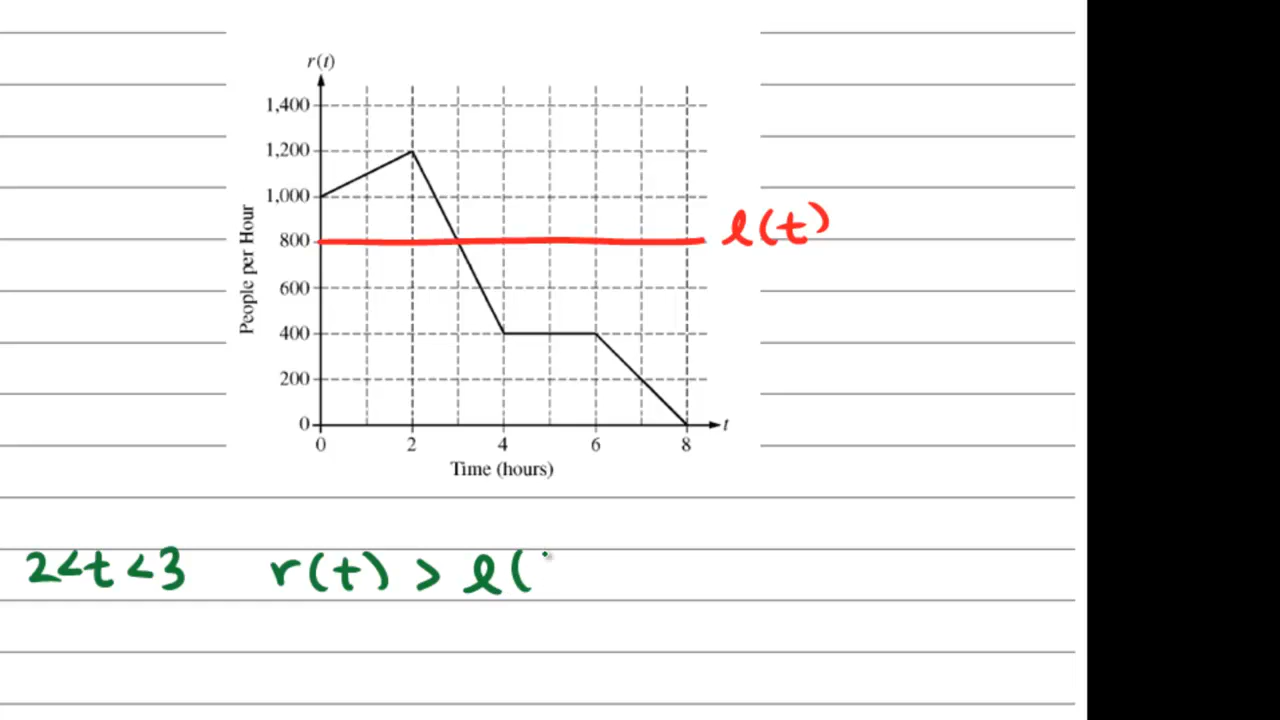 r(t)
1,400
1,200
1,000
800
600
400
200
0
People per Hour
l(t)
0 2 4 6 8 t
Time (hours)
2<t<3 r(t) > l(